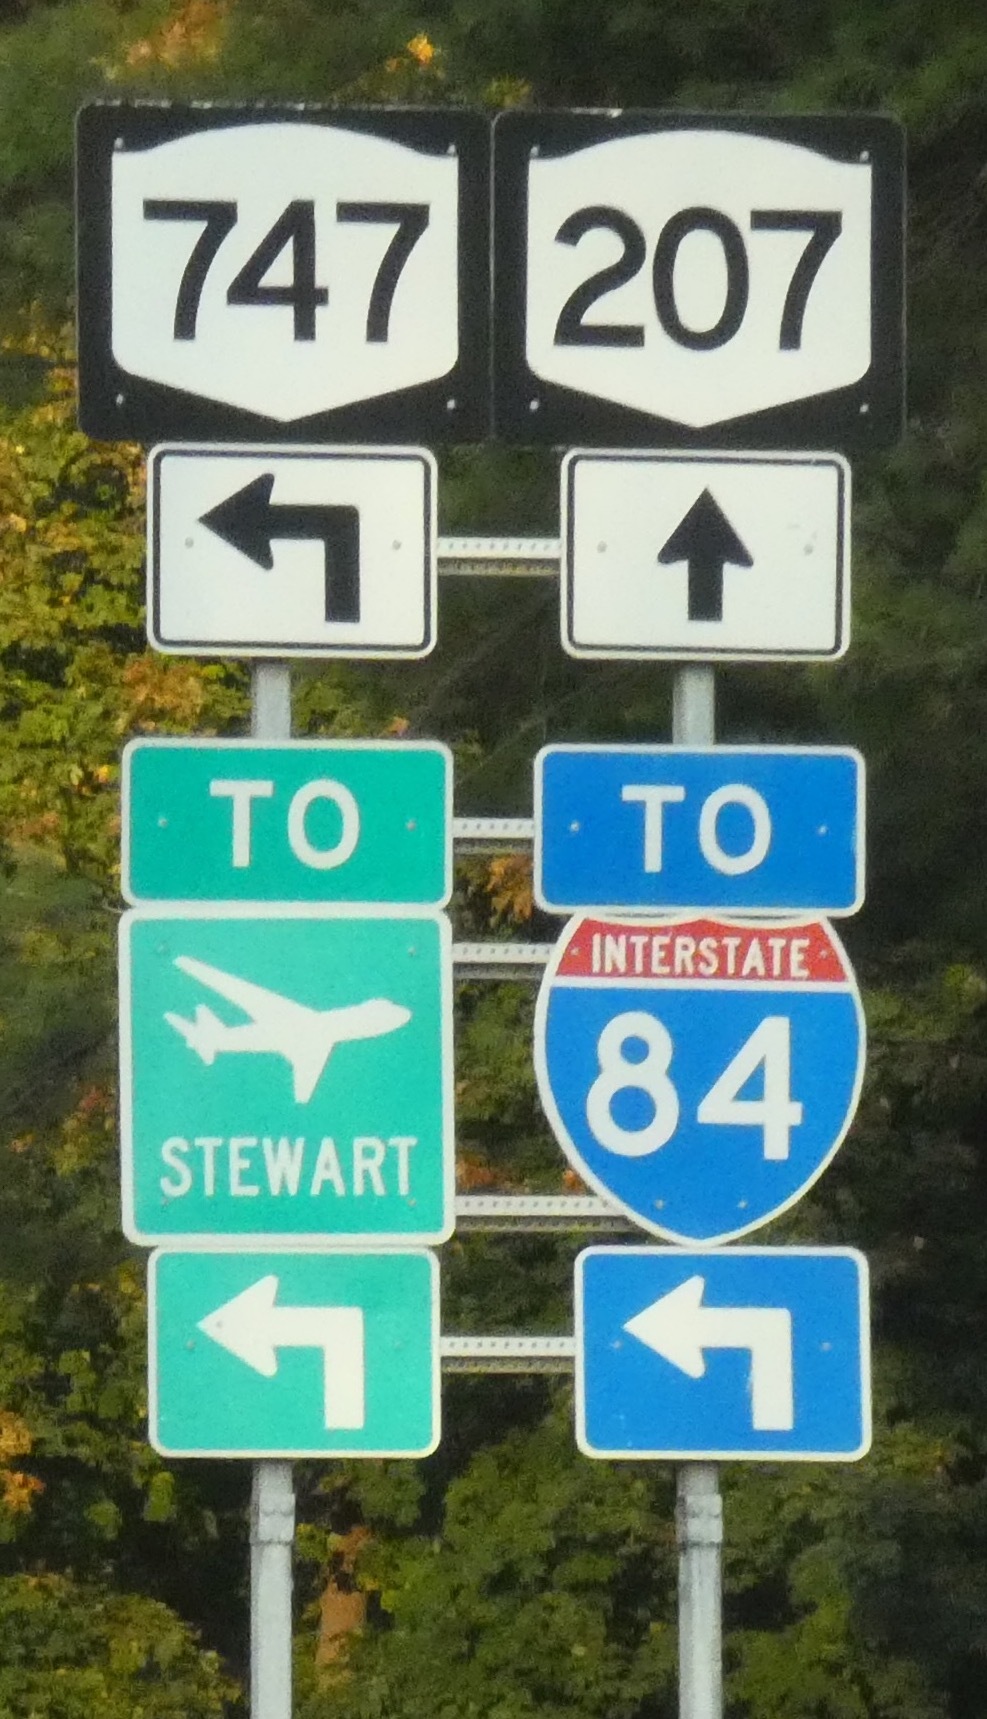 747
207
TO
TO
STEWART
INTERSTATE
84